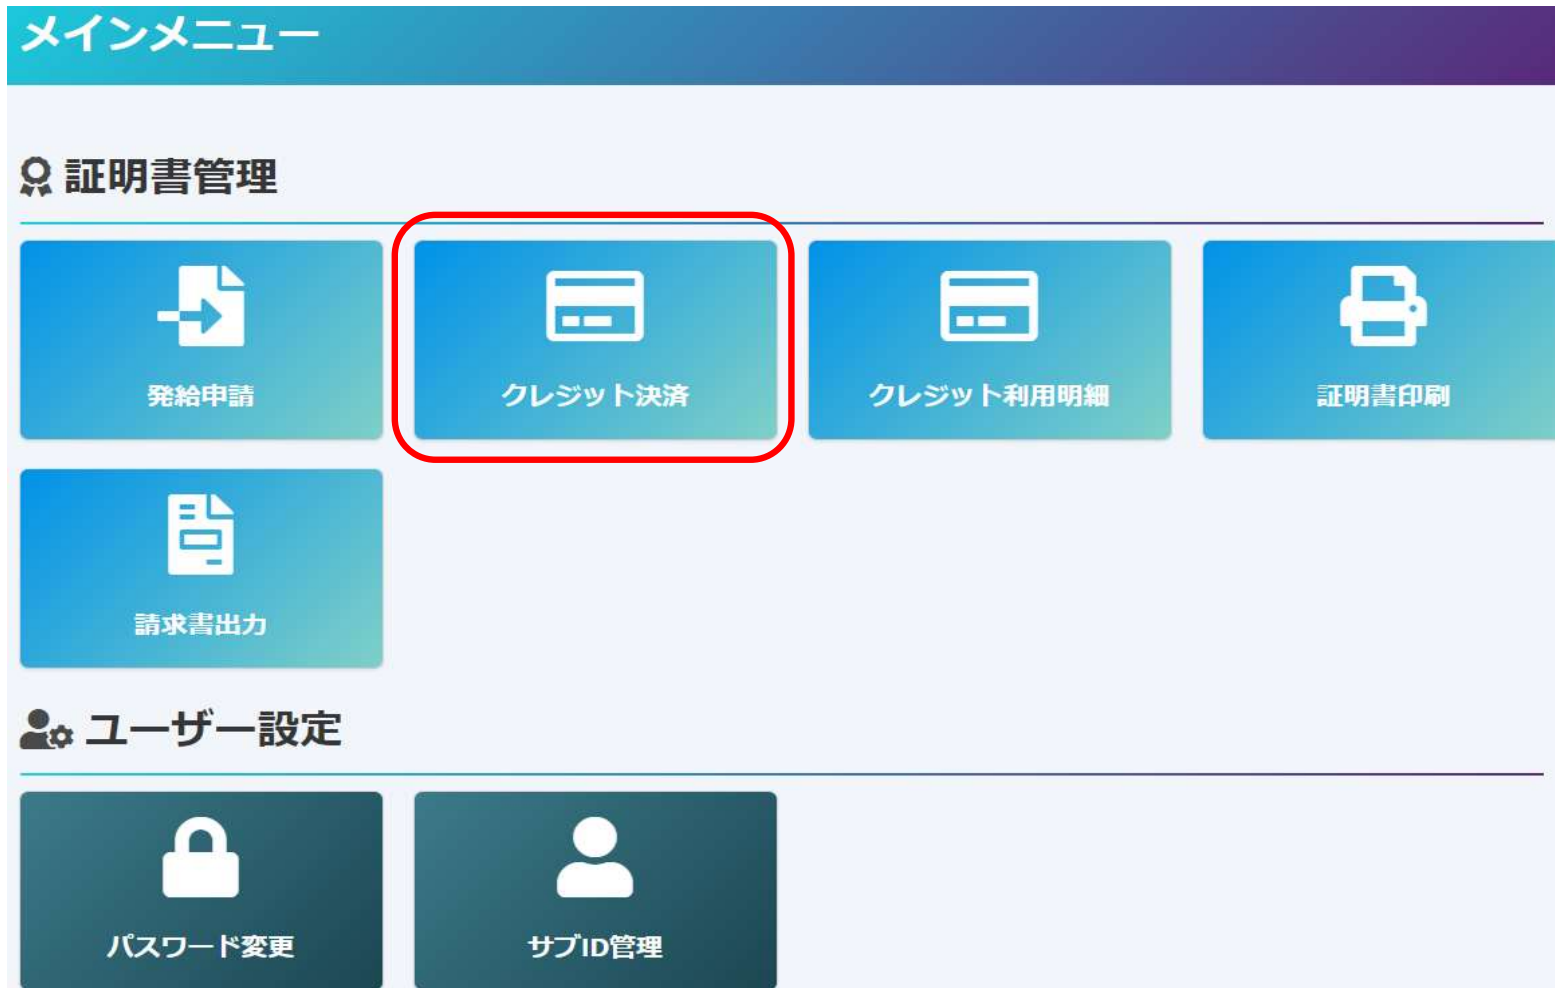 メインメニュー
証明書管理
発給申請
クレジット決済
クレジット利用明細
証明書印刷
請求書出力
ユーザー設定
パスワード変更
サブID管理